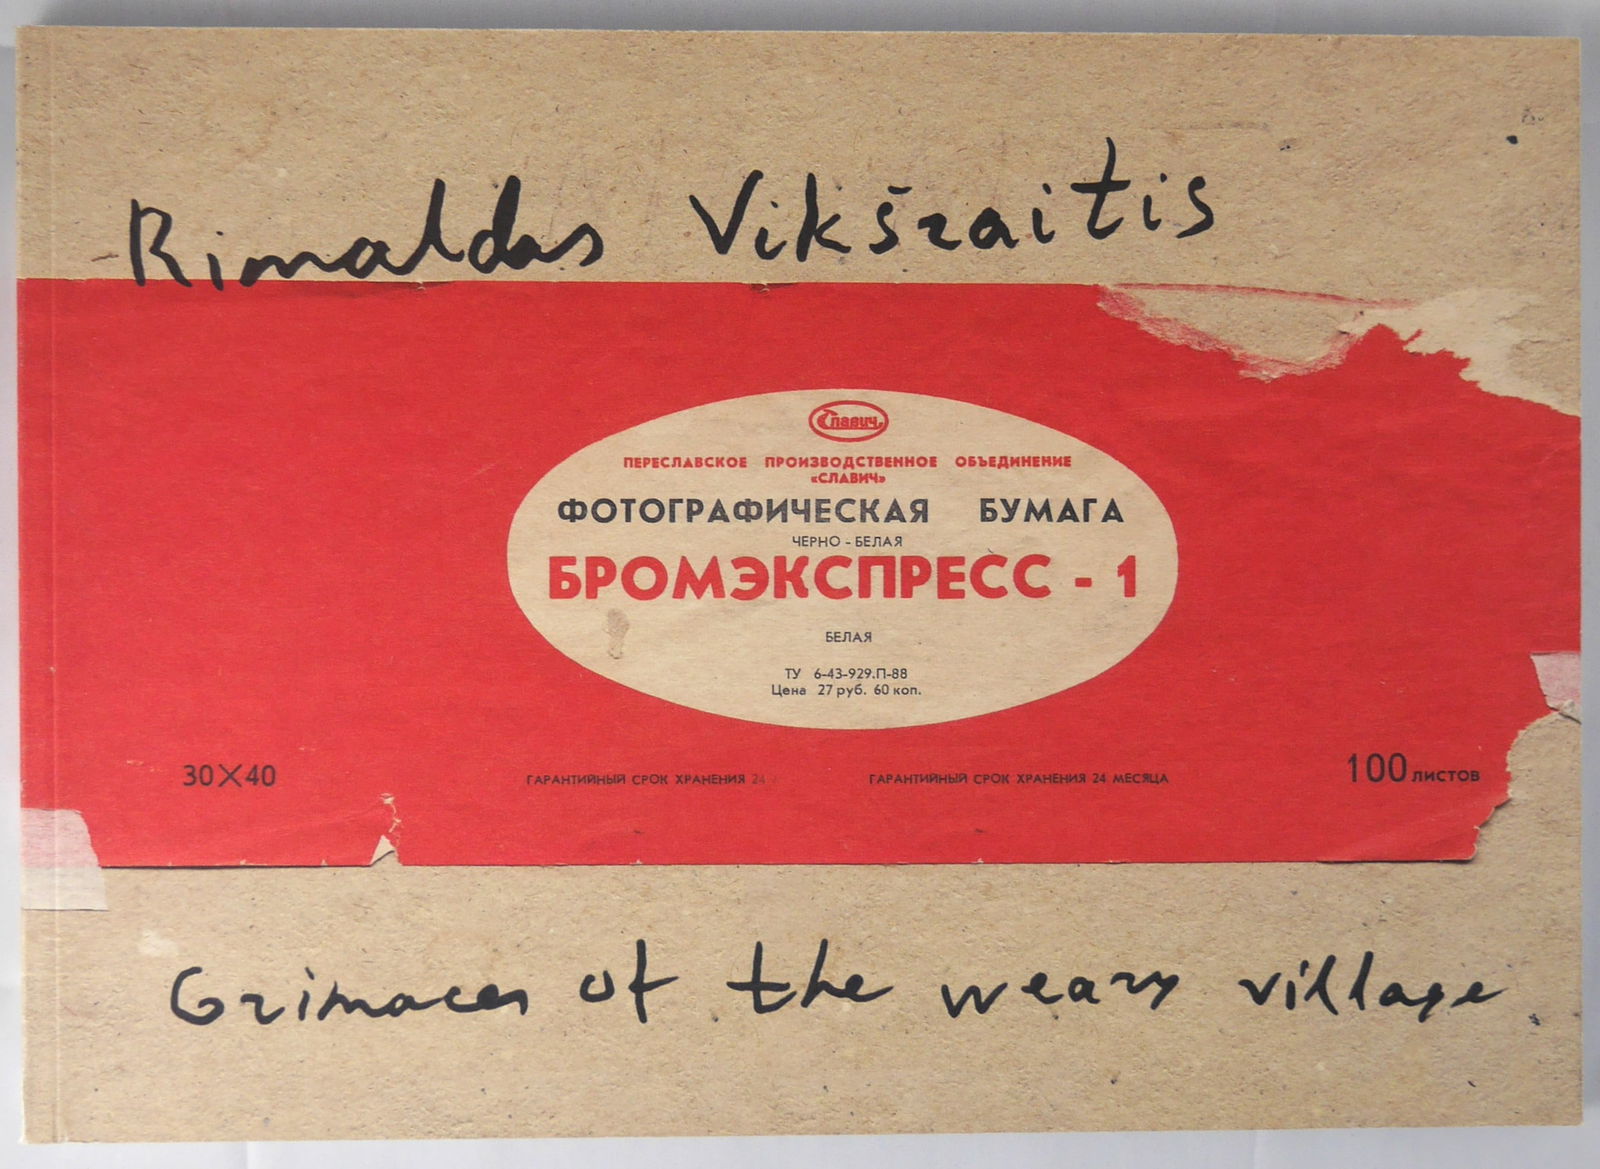 Rimaldas Vikšraitis
Славич
ПЕРЕСЛАВСКОЕ ПРОИЗВОДСТВЕННОЕ ОБЪЕДИНЕНИЕ
«СЛАВИЧ»
ФОТОГРАФИЧЕСКАЯ БУМАГА
ЧЕРНО - БЕЛАЯ
БРОМЭКСПРЕСС - 1
БЕЛАЯ
ТУ 6-43-929.П-88
Цена 27 руб. 60 коп.
30×40
ГАРАНТИЙНЫЙ СРОК ХРАНЕНИЯ 24
ГАРАНТИЙНЫЙ СРОК ХРАНЕНИЯ 24 МЕСЯЦА
100 ЛИСТОВ
Grimaces of the weary village